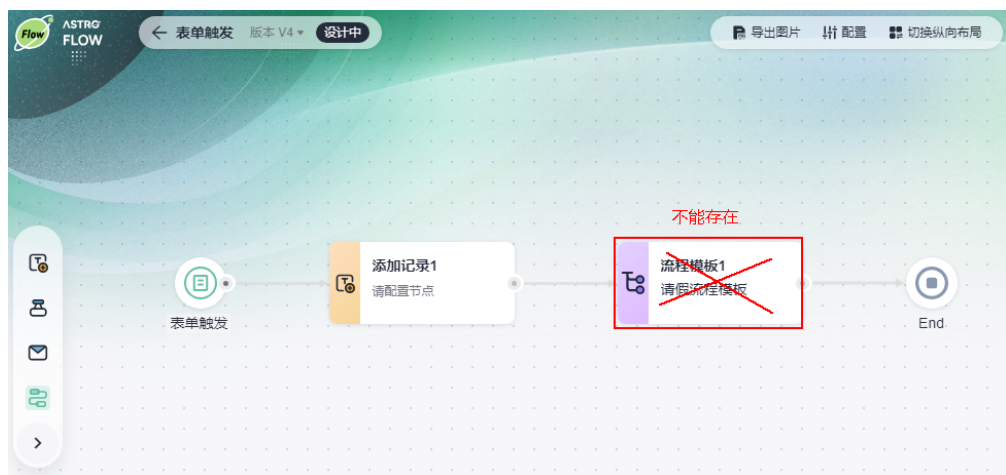 Flow
ASTRO
FLOW
表单触发 版本 V4 设计中
导出图片 配置 切换纵向布局
不能存在
添加记录1
请配置节点
流程模板1
请假流程模板
表单触发
End